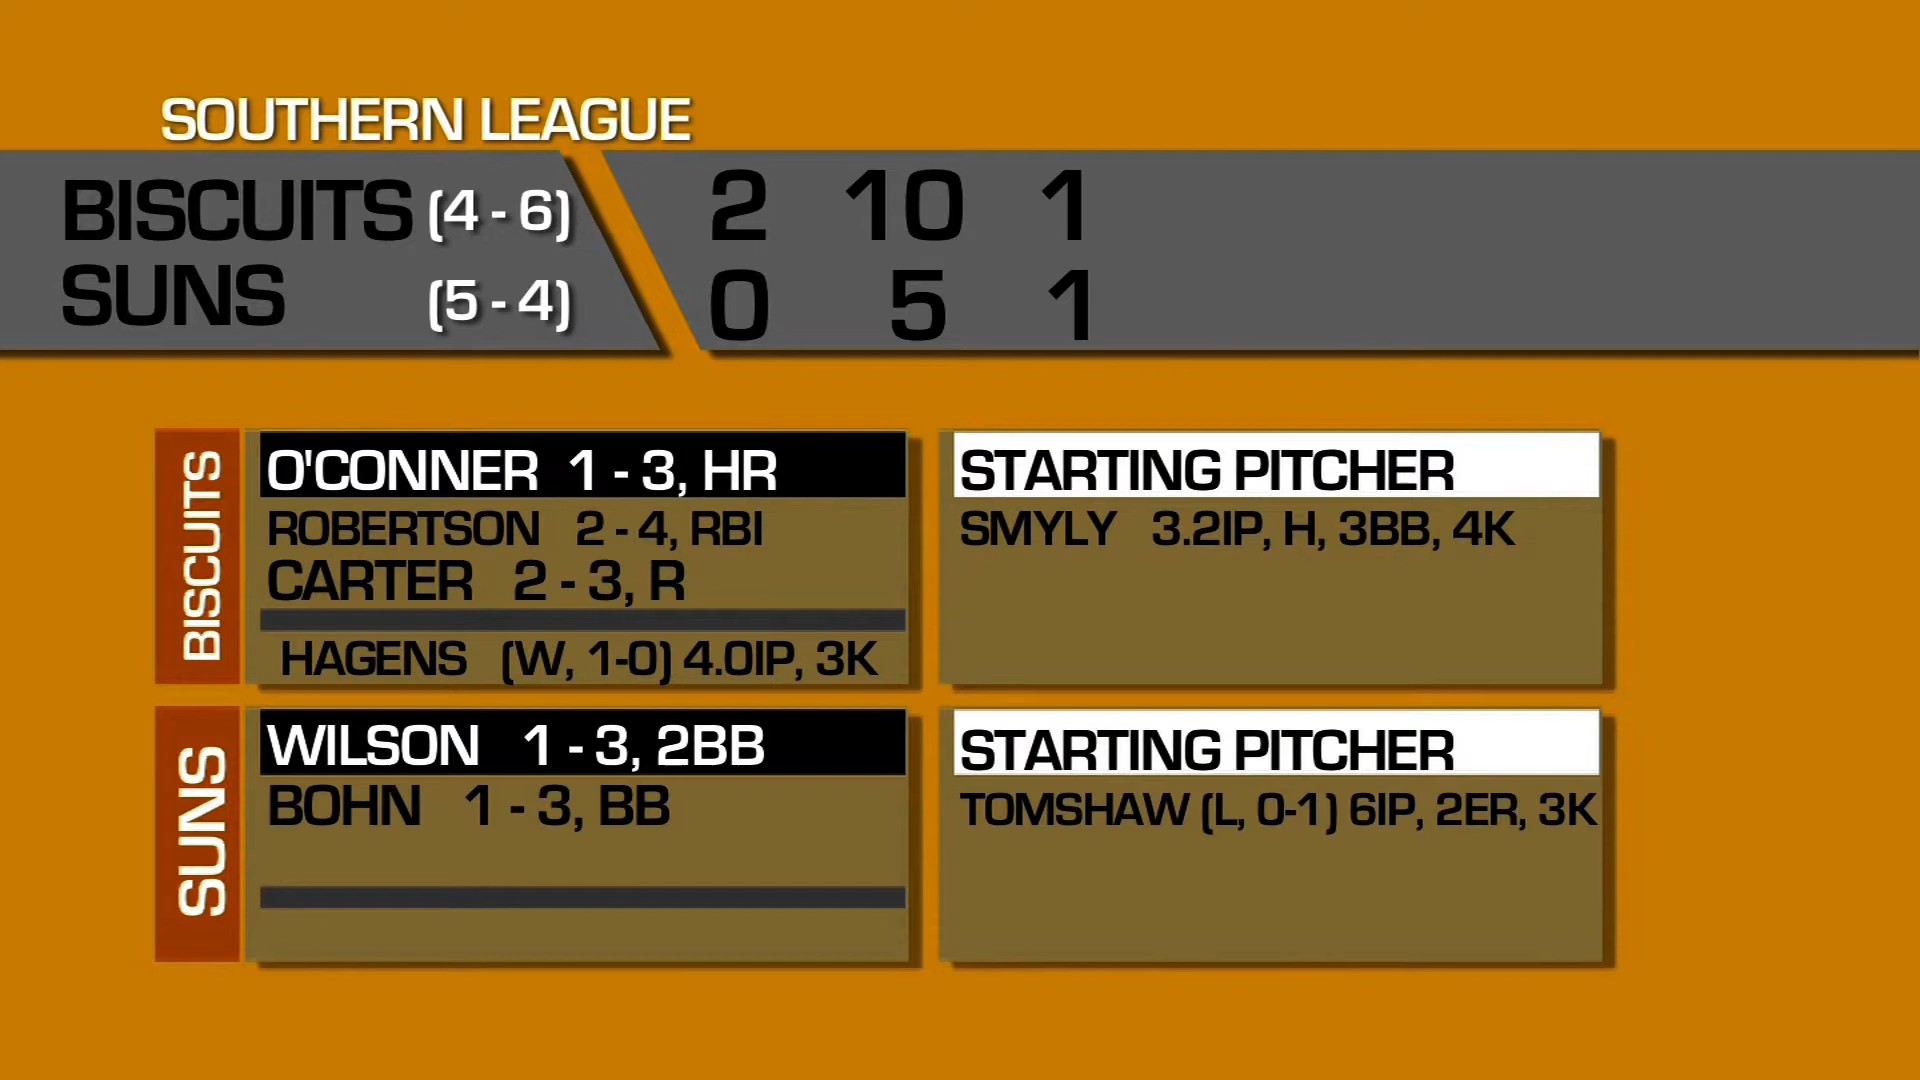 SOUTHERN LEAGUE
BISCUITS (4 - 6) 2 10 1
SUNS (5 - 4) 0 5 1
BISCUITS
O'CONNER 1 - 3, HR
ROBERTSON 2 - 4, RBI
CARTER 2 - 3, R
HAGENS (W, 1-0) 4.0IP, 3K
STARTING PITCHER
SMYLY 3.2IP, H, 3BB, 4K
SUNS
WILSON 1 - 3, 2BB
BOHN 1 - 3, BB
STARTING PITCHER
TOMSHAW (L, 0-1) 6IP, 2ER, 3K